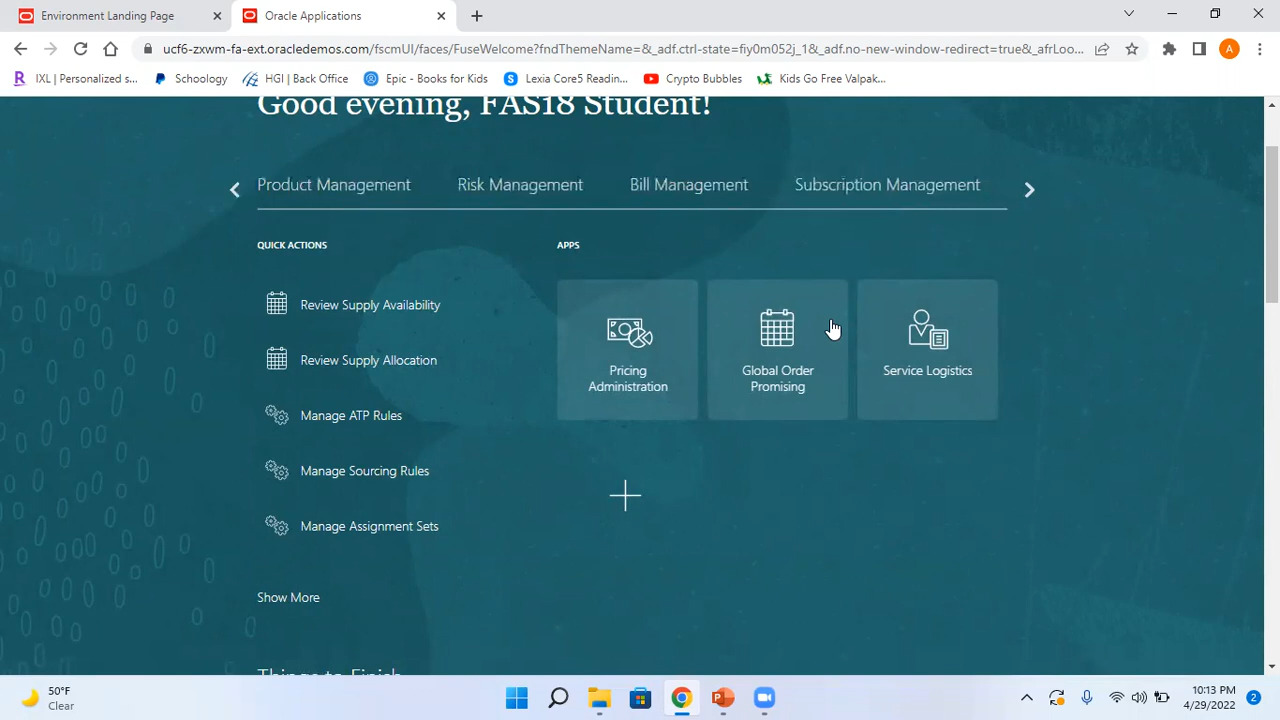 Environment Landing Page
Oracle Applications
ucf6-zxwm-fa-ext.oracledemos.com/fscmUI/faces/FuseWelcome?fndThemeName=&_adf.ctrl-state=fiy0m052j_1&_adf.no-new-window-redirect=true&_afrLoo...
A
IXL | Personalized s...
Schoology
HGI | Back Office
Epic - Books for Kids
Lexia Core5 Readin...
Crypto Bubbles
Kids Go Free Valpak...
Good evening, FAS18 Student!
Product Management
Risk Management
Bill Management
Subscription Management
QUICK ACTIONS
Review Supply Availability
Review Supply Allocation
Manage ATP Rules
Manage Sourcing Rules
Manage Assignment Sets
Show More
APPS
Pricing
Administration
Global Order
Promising
Service Logistics
Things to Finish
50°F
Clear
10:13 PM
4/29/2022
2